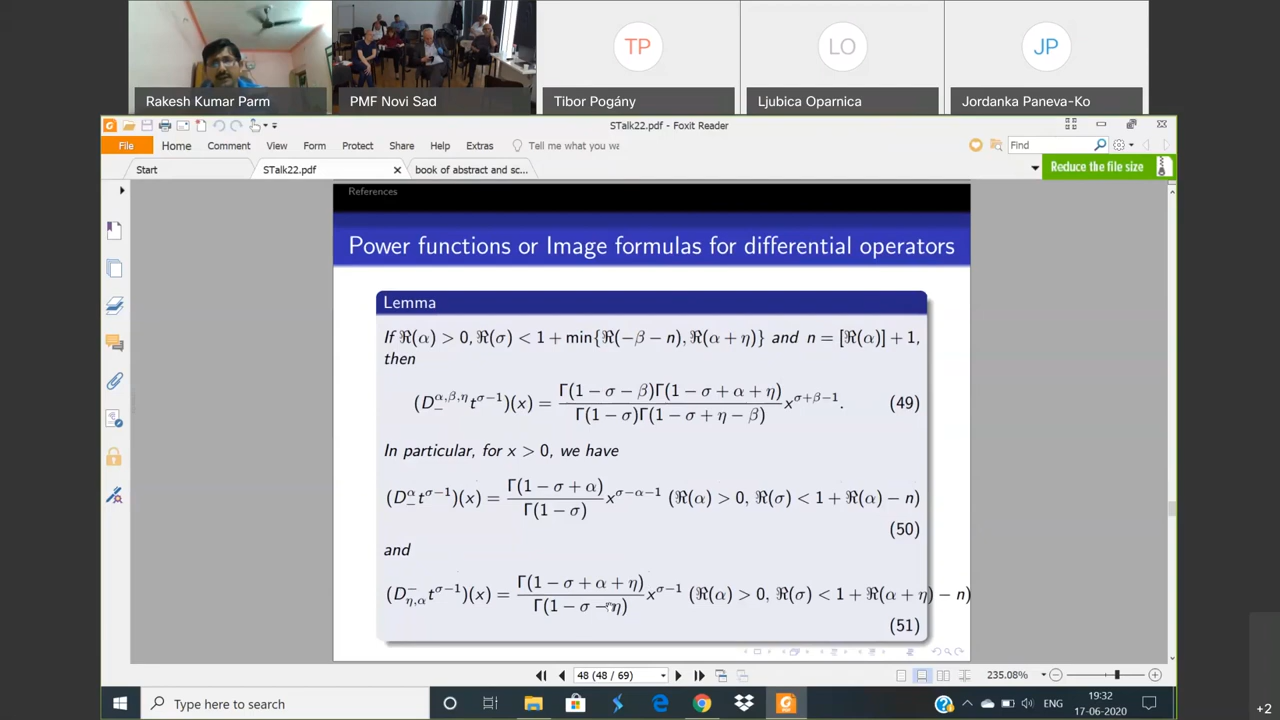 TP
LO
JP
Rakesh Kumar Parm
PMF Novi Sad
Tibor Pogány
Ljubica Oparnica
Jordanka Paneva-Ko
STalk22.pdf - Foxit Reader
File Home Comment View Form Protect Share Help Extras Tell me what you wa Find
Start STalk22.pdf book of abstract and sc... Reduce the file size
References
Power functions or Image formulas for differential operators
Lemma
If ℜ(α) > 0, ℜ(σ) < 1 + min{ℜ(−β − n), ℜ(α + η)} and n = [ℜ(α)] + 1,
then
(D₋^{α,β,η} t^{σ−1})(x) = Γ(1 − σ − β)Γ(1 − σ + α + η) / Γ(1 − σ)Γ(1 − σ + η − β) x^{σ+β−1}. (49)
In particular, for x > 0, we have
(D₋^{α} t^{σ−1})(x) = Γ(1 − σ + α) / Γ(1 − σ) x^{σ−α−1} (ℜ(α) > 0, ℜ(σ) < 1 + ℜ(α) − n)
(50)
and
(D_{η,α}^{−} t^{σ−1})(x) = Γ(1 − σ + α + η) / Γ(1 − σ − η) x^{σ−1} (ℜ(α) > 0, ℜ(σ) < 1 + ℜ(α + η) − n)
(51)
48 (48 / 69) 235.08%
Type here to search
ENG
19:32
17-06-2020
+2